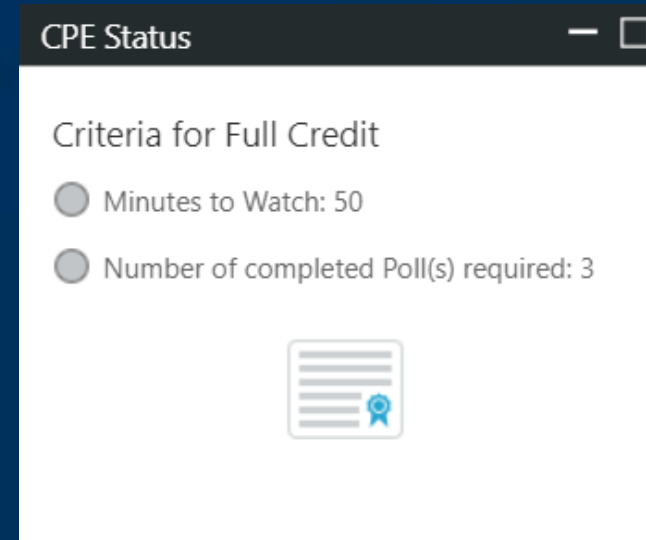 CPE Status
Criteria for Full Credit
Minutes to Watch: 50
Number of completed Poll(s) required: 3